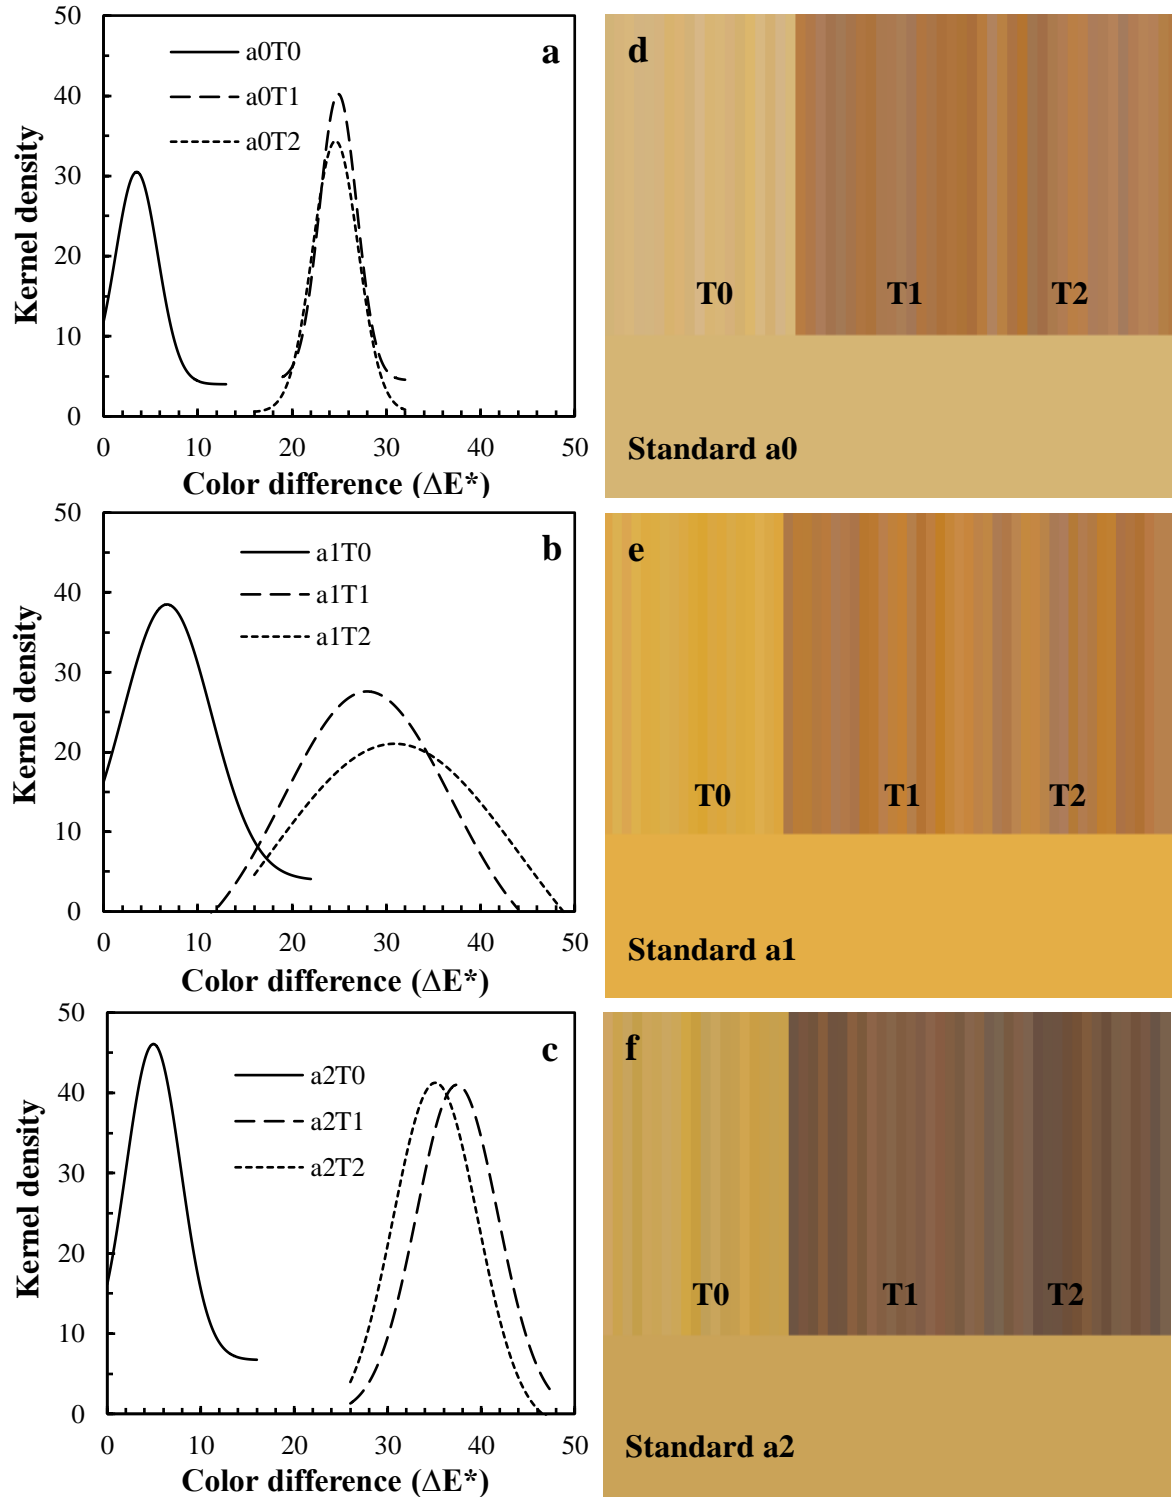 50
40
30
20
10
0
Kernel density
a0T0
a0T1
a0T2
a
0 10 20 30 40 50
Color difference (ΔE*)
d
T0 T1 T2
Standard a0
50
40
30
20
10
0
Kernel density
a1T0
a1T1
a1T2
b
0 10 20 30 40 50
Color difference (ΔE*)
e
T0 T1 T2
Standard a1
50
40
30
20
10
0
Kernel density
a2T0
a2T1
a2T2
c
0 10 20 30 40 50
Color difference (ΔE*)
f
T0 T1 T2
Standard a2